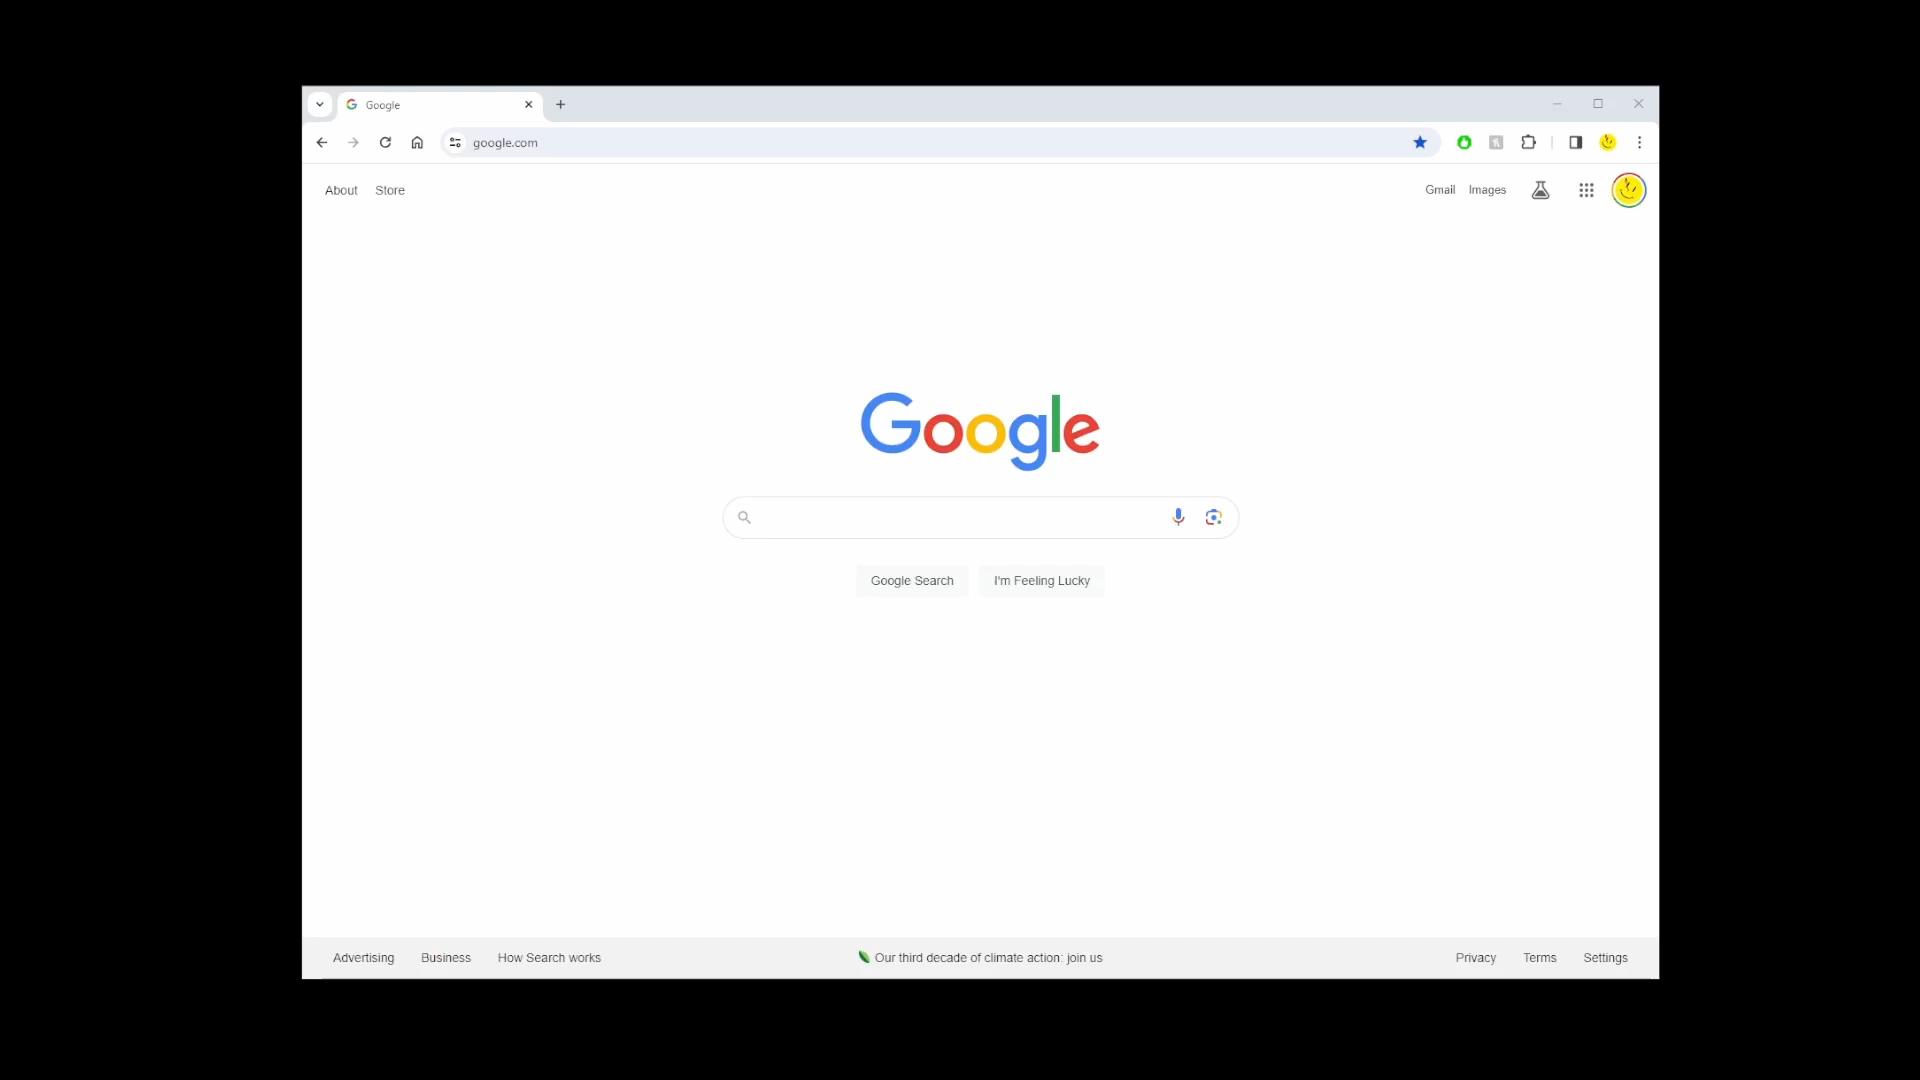 Google
google.com
About Store
Gmail Images
Google
Google Search I'm Feeling Lucky
Advertising Business How Search works
Our third decade of climate action: join us
Privacy Terms Settings